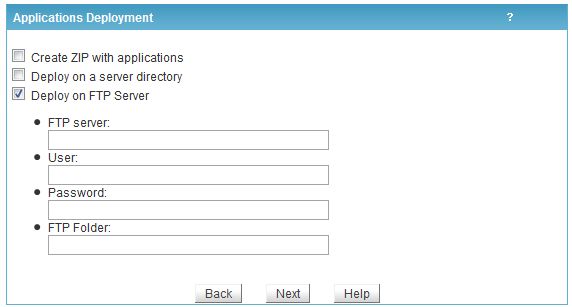 Applications Deployment ?
Create ZIP with applications
Deploy on a server directory
Deploy on FTP Server
FTP server:
User:
Password:
FTP Folder:
Back Next Help